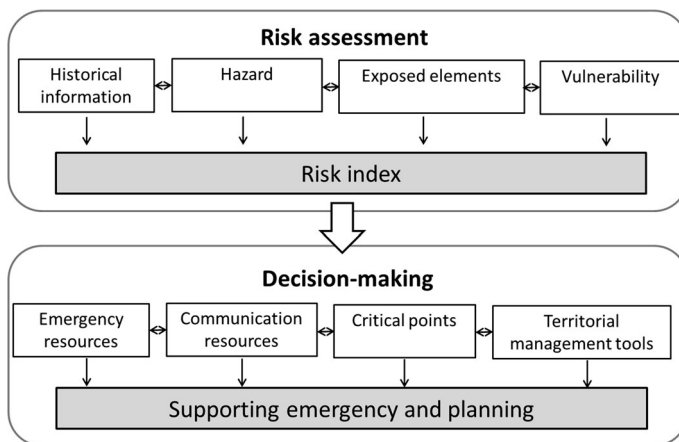 Risk assessment
Historical
information
Hazard
Exposed elements
Vulnerability
Risk index
Decision-making
Emergency
resources
Communication
resources
Critical points
Territorial
management tools
Supporting emergency and planning